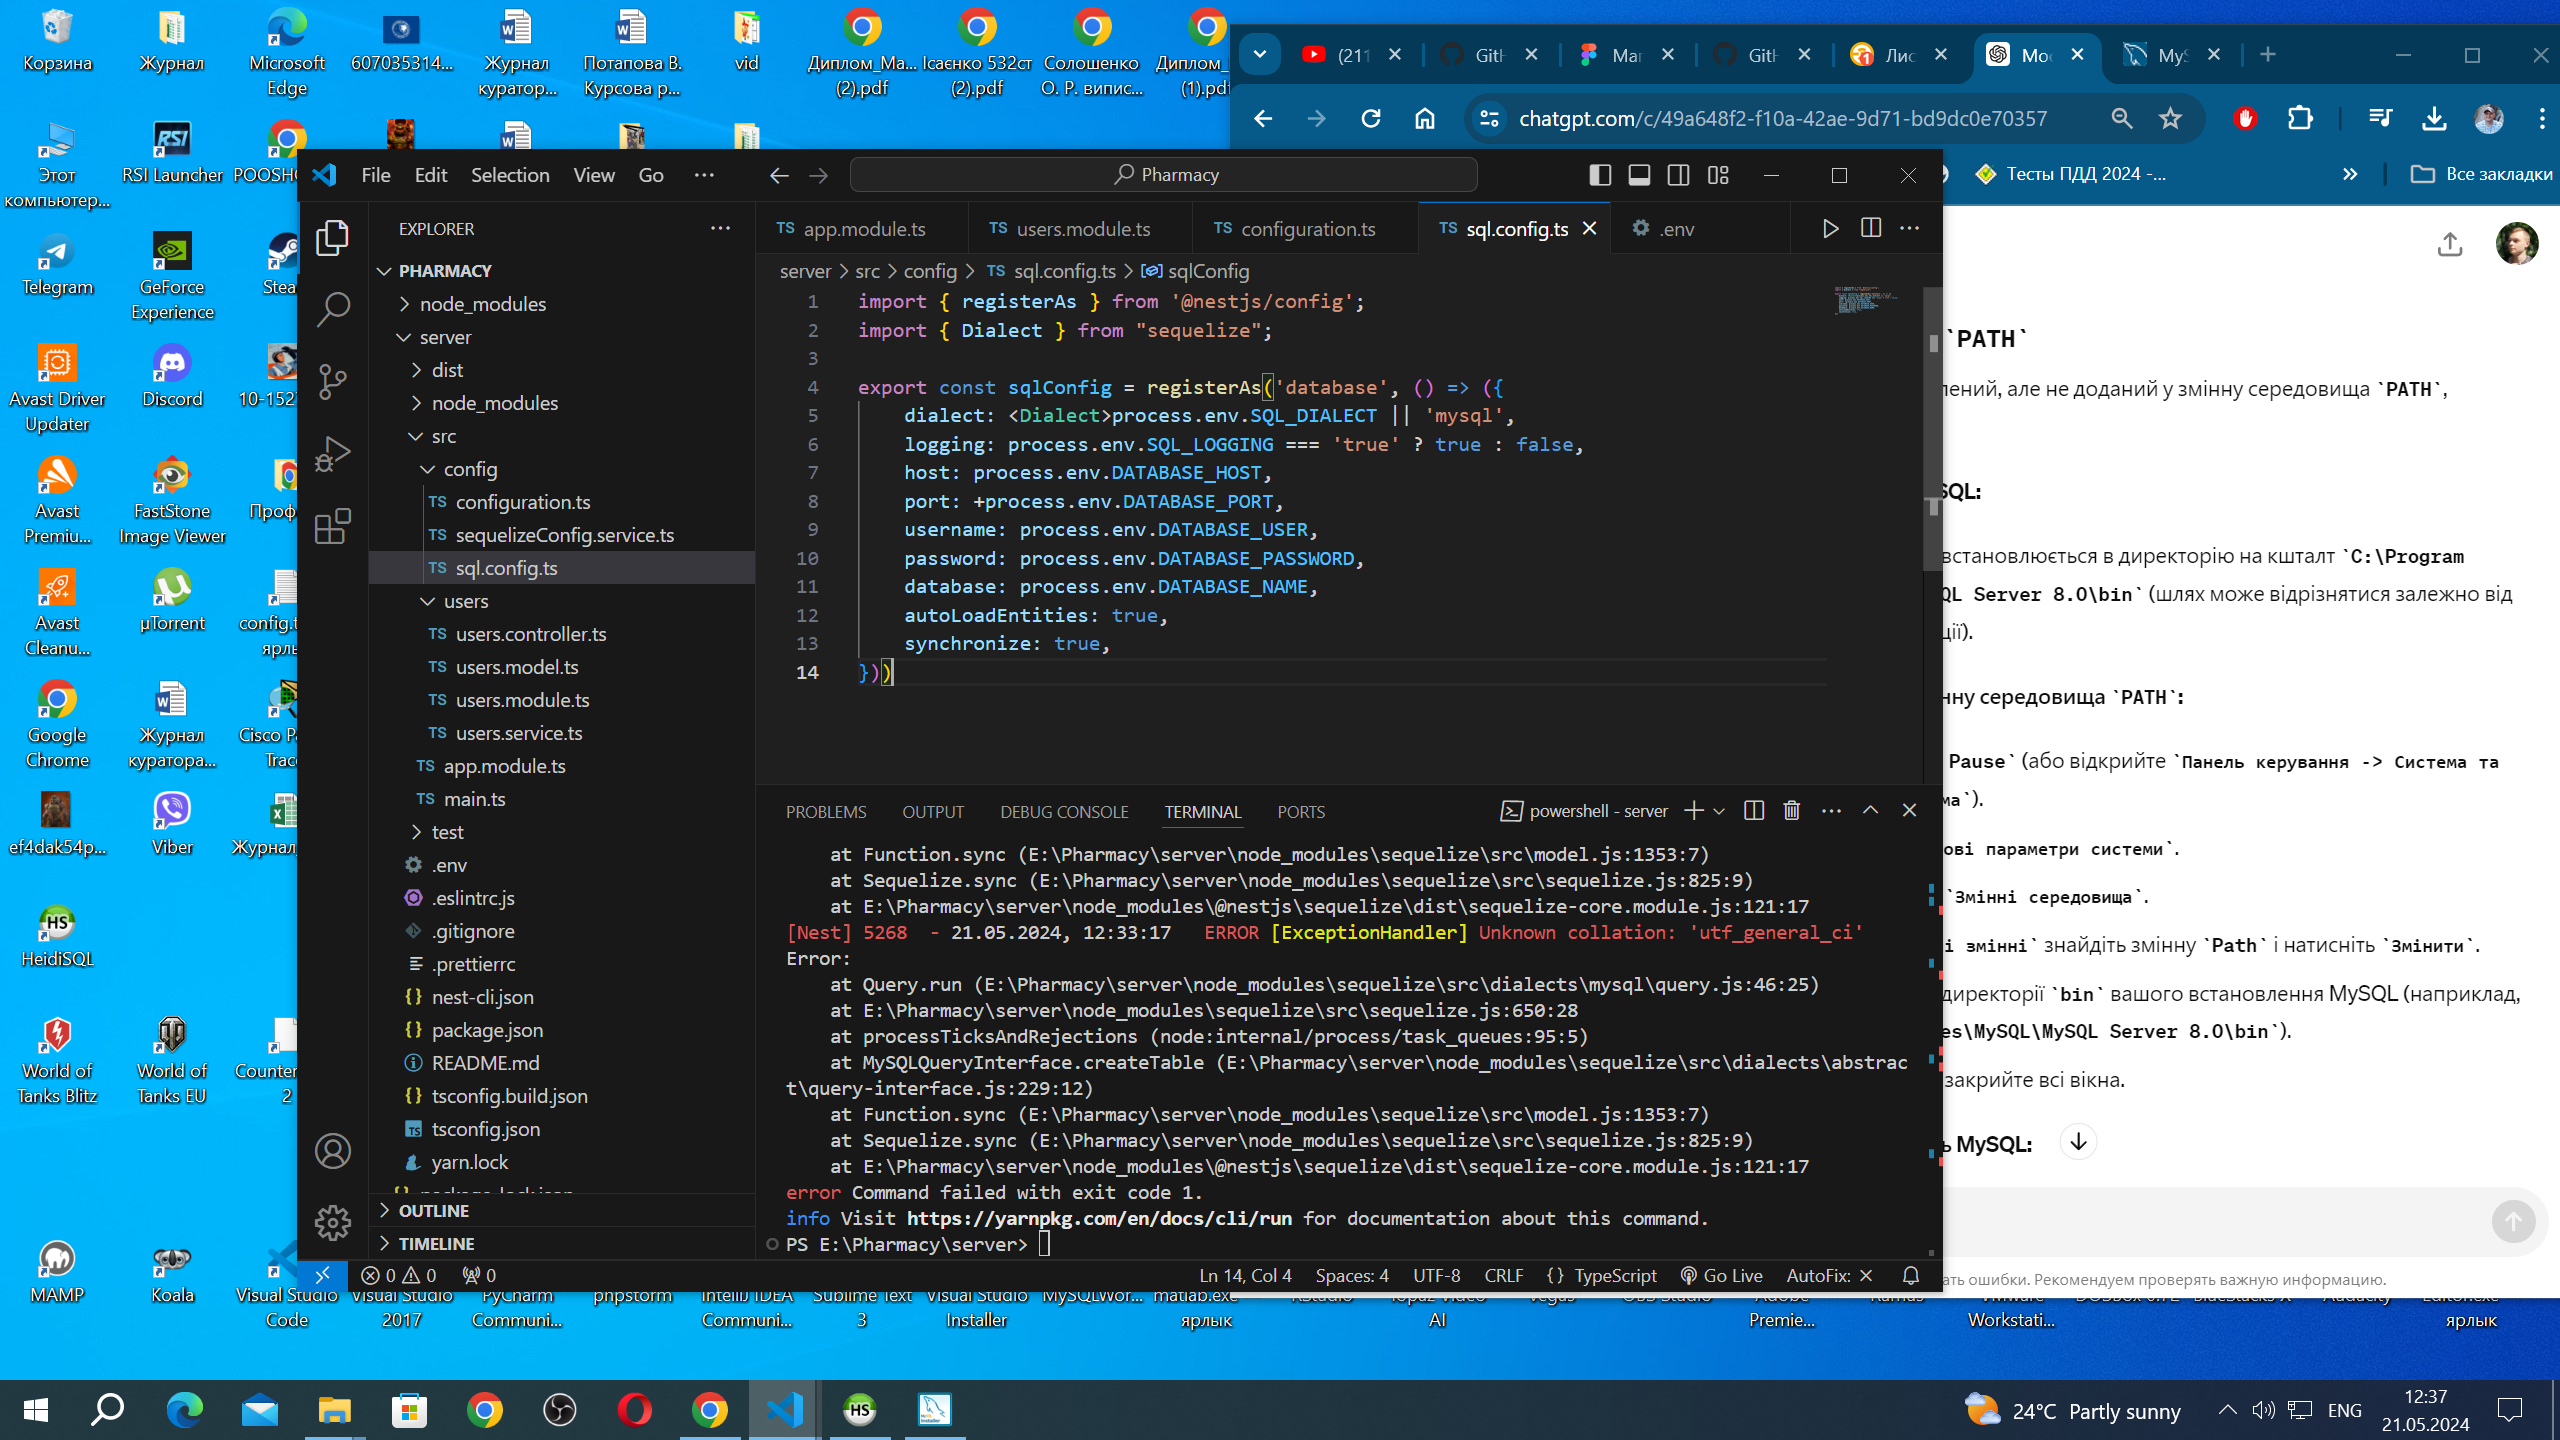 Корзина
Журнал
Microsoft
Edge
607035314...
Журнал
куратор...
Потапова В.
Курсова р...
vid
Диплом_Ма...
(2).pdf
Ісаєнко 532ст
(2).pdf
Солошенко
О. Р. випис...
(1).pdf
Этот
компьютер...
RSI
RSI Launcher
Telegram
GeForce
Experience
Avast Driver
Updater
Discord
Avast
Premiu...
FastStone
Image Viewer
Avast
Cleanu...
µTorrent
Google
Chrome
Журнал
куратора...
ef4dak54p...
Viber
HS
HeidiSQL
World of
Tanks Blitz
World of
Tanks EU
Counter
2
MAMP
Koala
Visual Studio
Code
Visual Studio
2017
PyCharm
Communi...
phpstorm
IntelliJ IDEA
Communi...
Sublime Text
3
Visual Studio
Installer
MySQLWor...
matlab.exe
ярлык
AI
Premie...
Workstati...
ярлык
File
Edit
Selection
View
Go
Pharmacy
EXPLORER
PHARMACY
node_modules
server
dist
node_modules
src
config
TS configuration.ts
TS sequelizeConfig.service.ts
TS sql.config.ts
users
TS users.controller.ts
TS users.model.ts
TS users.module.ts
TS users.service.ts
TS app.module.ts
TS main.ts
test
.env
.eslintrc.js
.gitignore
.prettierrc
nest-cli.json
package.json
README.md
tsconfig.build.json
tsconfig.json
yarn.lock
OUTLINE
TIMELINE
TS app.module.ts
TS users.module.ts
TS configuration.ts
TS sql.config.ts
.env
server > src > config > TS sql.config.ts > sqlConfig
1 import { registerAs } from '@nestjs/config';
2 import { Dialect } from "sequelize";
3
4 export const sqlConfig = registerAs('database', () => ({
5 dialect: <Dialect>process.env.SQL_DIALECT || 'mysql',
6 logging: process.env.SQL_LOGGING === 'true' ? true : false,
7 host: process.env.DATABASE_HOST,
8 port: +process.env.DATABASE_PORT,
9 username: process.env.DATABASE_USER,
10 password: process.env.DATABASE_PASSWORD,
11 database: process.env.DATABASE_NAME,
12 autoLoadEntities: true,
13 synchronize: true,
14 }))
PROBLEMS
OUTPUT
DEBUG CONSOLE
TERMINAL
PORTS
powershell - server
at Function.sync (E:\Pharmacy\server\node_modules\sequelize\src\model.js:1353:7)
at Sequelize.sync (E:\Pharmacy\server\node_modules\sequelize\src\sequelize.js:825:9)
at E:\Pharmacy\server\node_modules\@nestjs\sequelize\dist\sequelize-core.module.js:121:17
[Nest] 5268 - 21.05.2024, 12:33:17 ERROR [ExceptionHandler] Unknown collation: 'utf_general_ci'
Error:
at Query.run (E:\Pharmacy\server\node_modules\sequelize\src\dialects\mysql\query.js:46:25)
at E:\Pharmacy\server\node_modules\sequelize\src\sequelize.js:650:28
at processTicksAndRejections (node:internal/process/task_queues:95:5)
at MySQLQueryInterface.createTable (E:\Pharmacy\server\node_modules\sequelize\src\dialects\abstrac
t\query-interface.js:229:12)
at Function.sync (E:\Pharmacy\server\node_modules\sequelize\src\model.js:1353:7)
at Sequelize.sync (E:\Pharmacy\server\node_modules\sequelize\src\sequelize.js:825:9)
at E:\Pharmacy\server\node_modules\@nestjs\sequelize\dist\sequelize-core.module.js:121:17
error Command failed with exit code 1.
info Visit https://yarnpkg.com/en/docs/cli/run for documentation about this command.
PS E:\Pharmacy\server>
0 0
0
Ln 14, Col 4
Spaces: 4
UTF-8
CRLF
{} TypeScript
Go Live
AutoFix:
(211
GitH
Mar
GitH
Лис
Мос
MyS
chatgpt.com/c/49a648f2-f10a-42ae-9d71-bd9dc0e70357
Тесты ПДД 2024 -...
Все закладки
`PATH`
лений, але не доданий у змінну середовища `PATH`,
SQL:
встановлюється в директорію на кшталт `C:\Program
QL Server 8.0\bin` (шлях може відрізнятися залежно від
ції).
нну середовища `PATH`:
Pause` (або відкрийте `Панель керування -> Система та
ма`).
ові параметри системи`.
`Змінні середовища`.
і змінні` знайдіть змінну `Path` і натисніть `Змінити`.
директорії `bin` вашого встановлення MySQL (наприклад,
es\MySQL\MySQL Server 8.0\bin`).
закрийте всі вікна.
ь MySQL:
ать ошибки. Рекомендуем проверять важную информацию.
24°C Partly sunny
ENG
12:37
21.05.2024